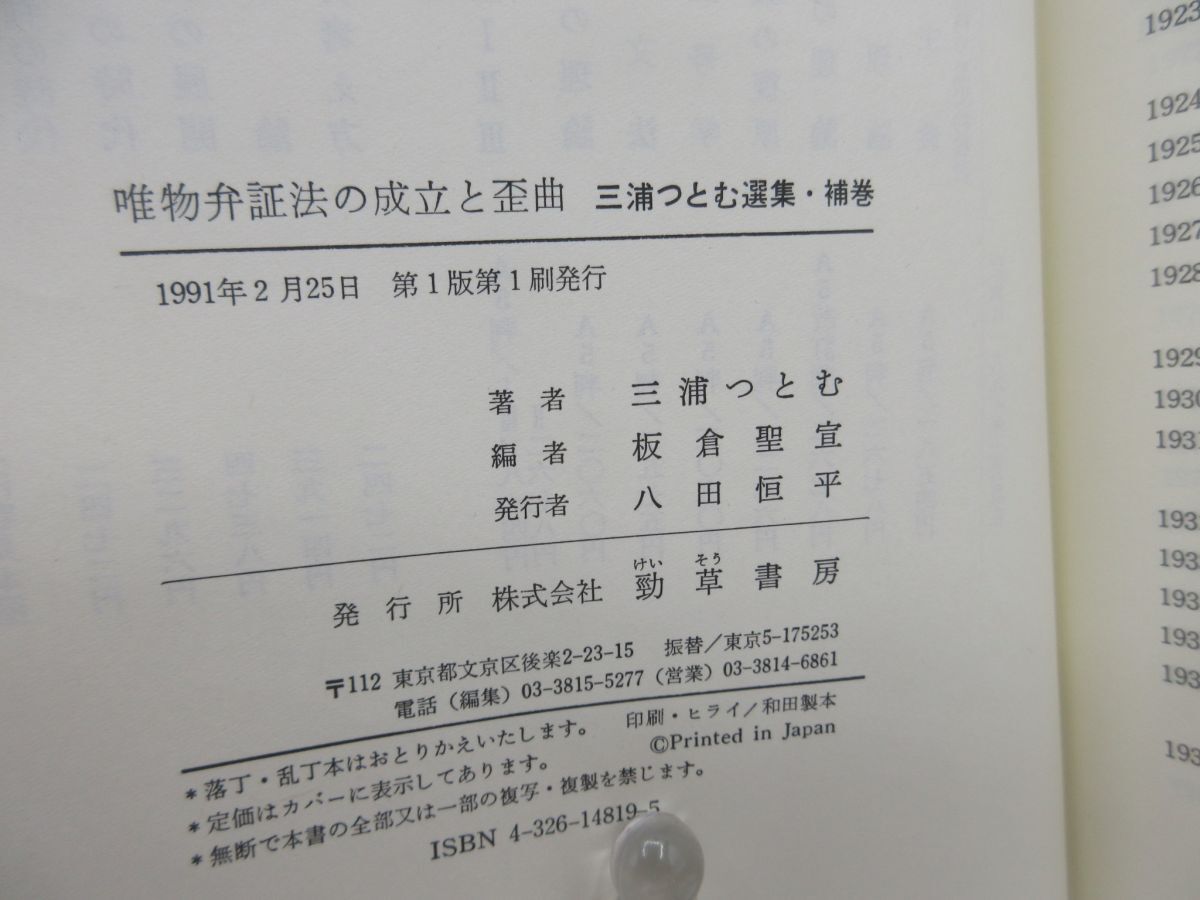 唯物弁証法の成立と歪曲 三浦つとむ選集・補巻
1991年2月25日 第1版第1刷発行
著者 三浦つとむ
編者 板倉聖宣
発行者 八田恒平
けいそう
発行所 株式会社 勁草書房
〒112 東京都文京区後楽2-23-15 振替/東京5-175253
電話(編集)03-3815-5277(営業)03-3814-6861
印刷・ヒライ/和田製本
©Printed in Japan
*落丁・乱丁本はおとりかえいたします。
*定価はカバーに表示してあります。
*無断で本書の全部又は一部の複写・複製を禁じます。
ISBN 4-326-14819-5
1923
1924
1925
1926
1927
1928
1929
1930
1931